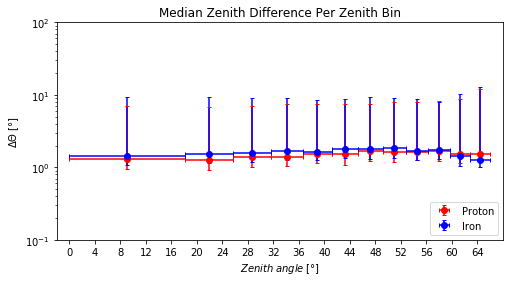 Median Zenith Difference Per Zenith Bin
10²
10¹
10⁰
10⁻¹
ΔΘ [°]
0 4 8 12 16 20 24 28 32 36 40 44 48 52 56 60 64
Zenith angle [°]
Proton
Iron